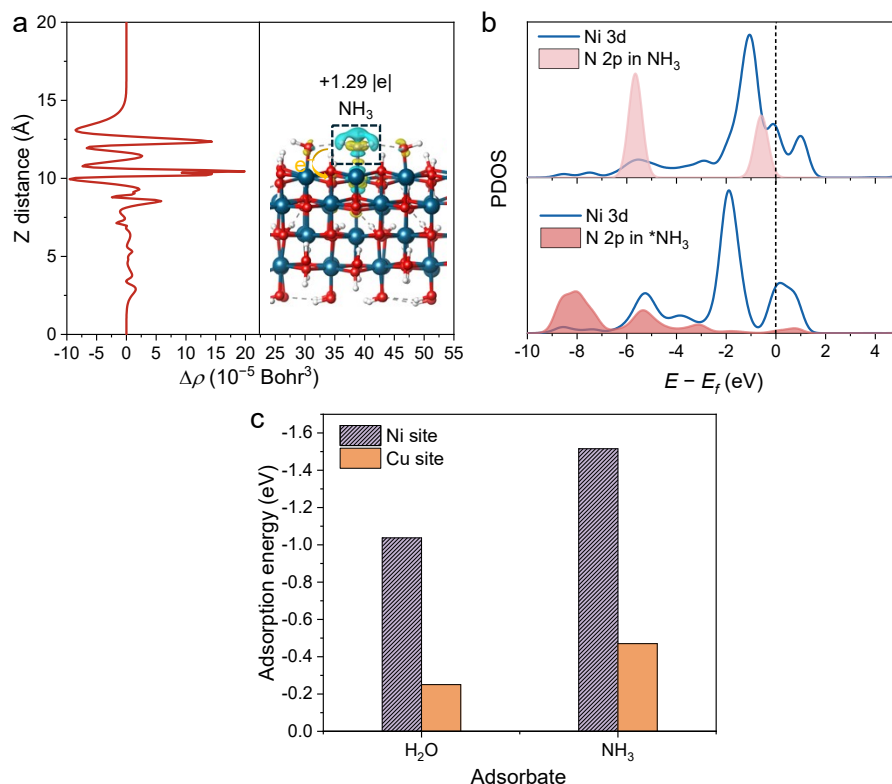 a
20
15
10
5
0
Z distance (Å)
-10 -5 0 5 10 15 20 25 30 35 40 45 50 55
Δρ (10⁻⁵ Bohr³)
+1.29 |e|
NH₃
e⁻
b
Ni 3d
N 2p in NH₃
Ni 3d
N 2p in *NH₃
PDOS
-10 -8 -6 -4 -2 0 2 4
E − E_f (eV)
c
Ni site
Cu site
-1.6
-1.4
-1.2
-1.0
-0.8
-0.6
-0.4
-0.2
0.0
Adsorption energy (eV)
H₂O NH₃
Adsorbate